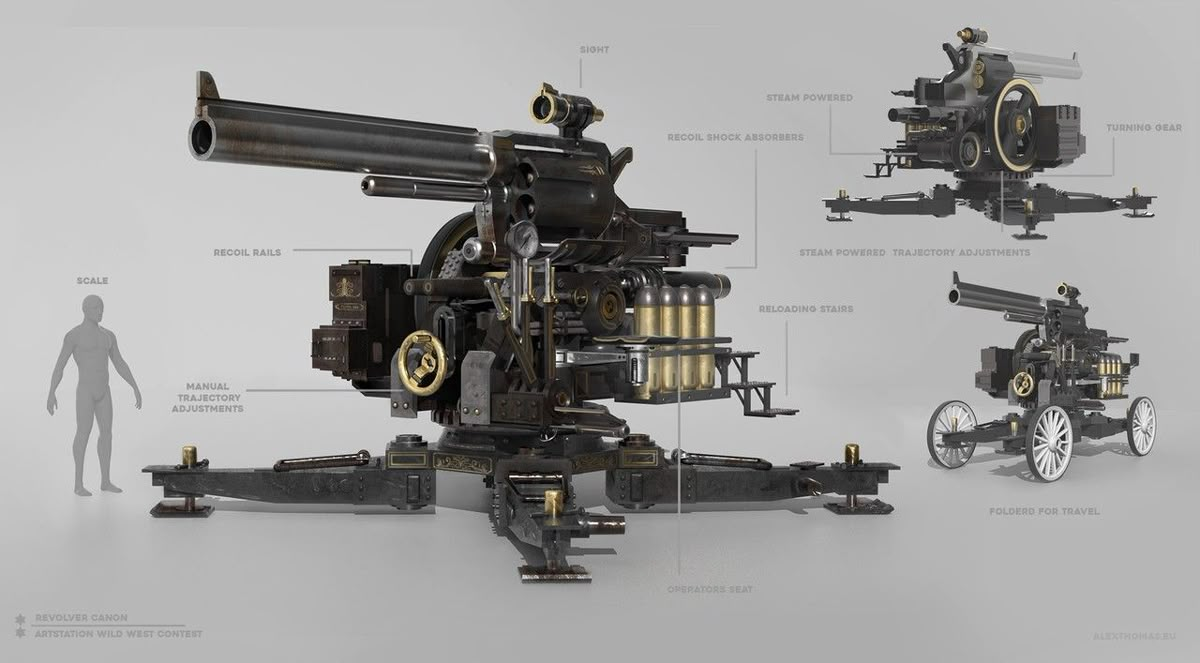 SIGHT
STEAM POWERED
RECOIL SHOCK ABSORBERS
TURNING GEAR
RECOIL RAILS
STEAM POWERED TRAJECTORY ADJUSTMENTS
SCALE
RELOADING STAIRS
MANUAL
TRAJECTORY
ADJUSTMENTS
FOLDERD FOR TRAVEL
OPERATORS SEAT
REVOLVER CANON
ARTSTATION WILD WEST CONTEST
ALEXTHOMAS.EU